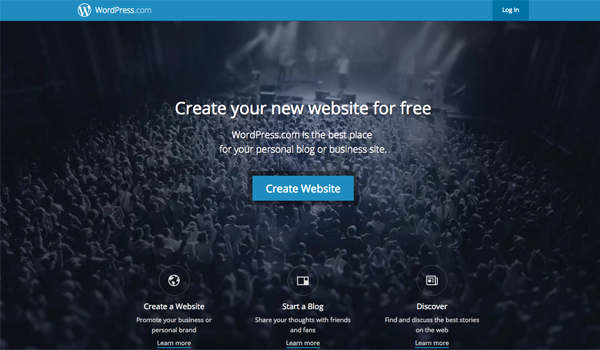 WordPress.com
Log In
Create your new website for free
WordPress.com is the best place
for your personal blog or business site.
Create Website
Create a Website
Promote your business or
personal brand
Learn more
Start a Blog
Share your thoughts with friends
and fans
Learn more
Discover
Find and discuss the best stories
on the web
Learn more